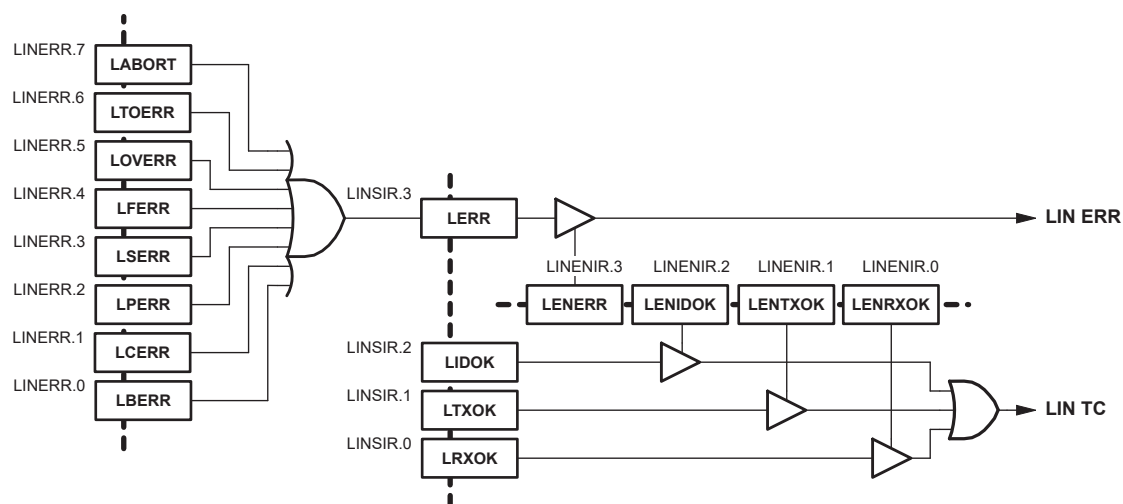 LINERR.7
LABORT
LINERR.6
LTOERR
LINERR.5
LOVERR
LINERR.4
LFERR
LINERR.3
LSERR
LINERR.2
LPERR
LINERR.1
LCERR
LINERR.0
LBERR
LINSIR.3
LERR
LIN ERR
LINENIR.3 LINENIR.2 LINENIR.1 LINENIR.0
LENERR LENIDOK LENTXOK LENRXOK
LINSIR.2
LIDOK
LINSIR.1
LTXOK
LIN TC
LINSIR.0
LRXOK